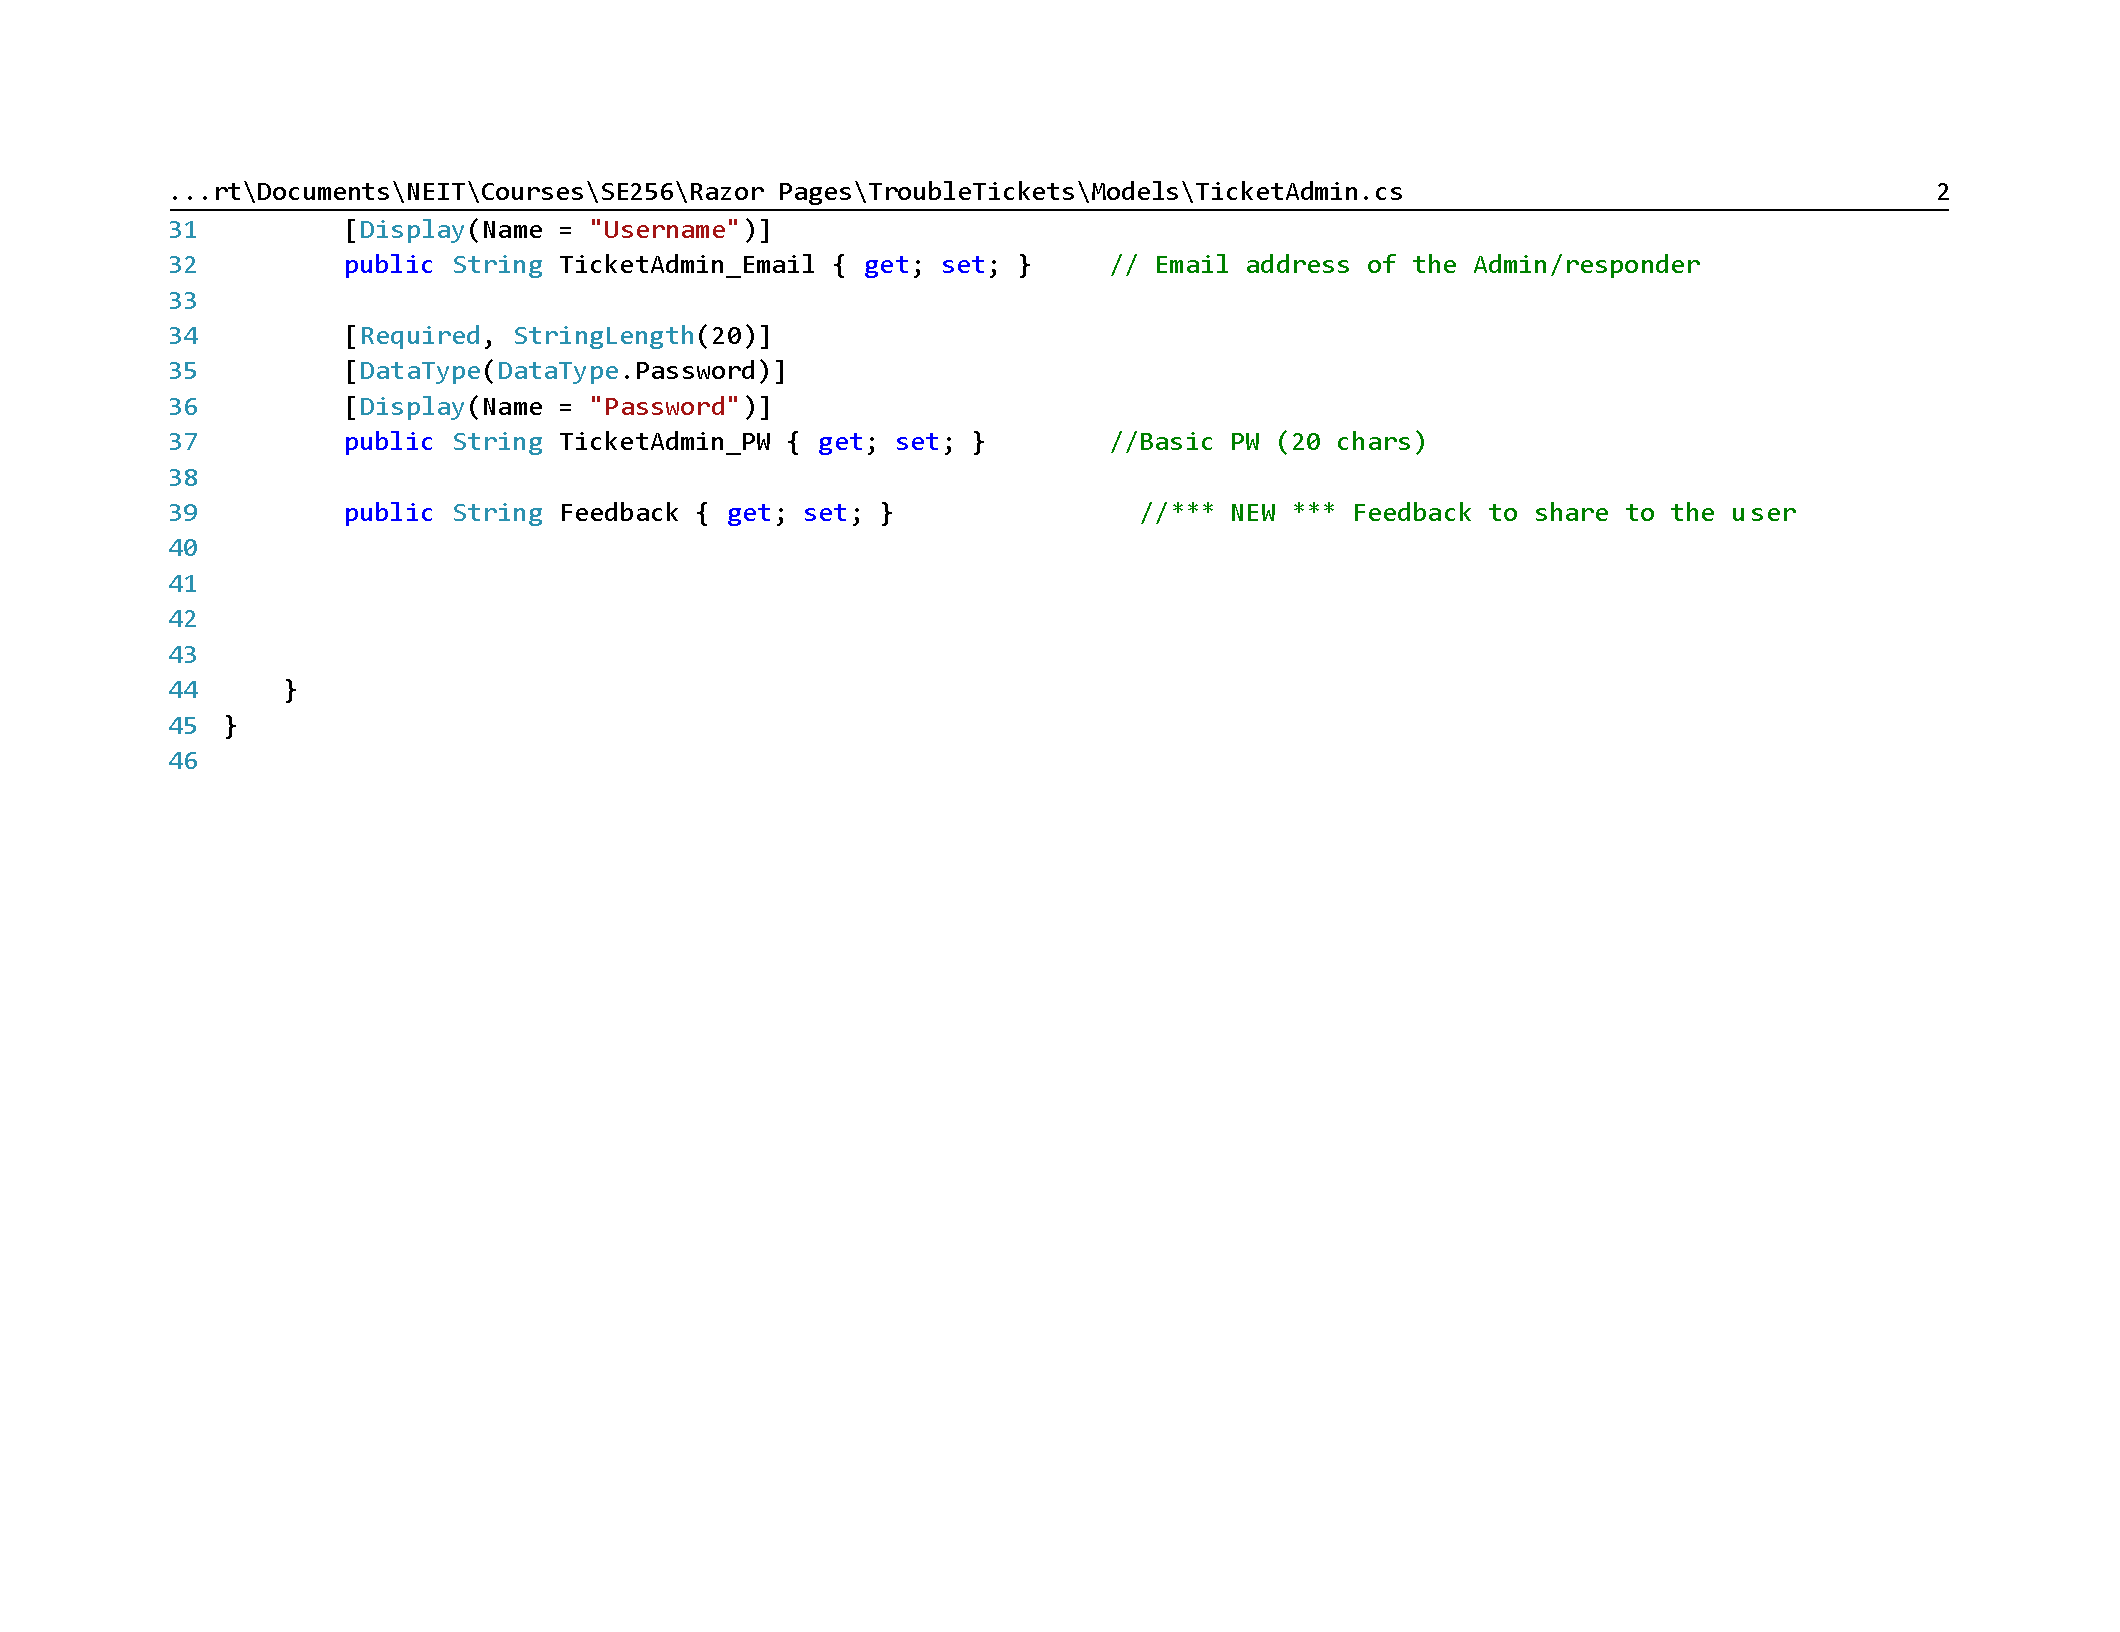 ...rt\Documents\NEIT\Courses\SE256\Razor Pages\TroubleTickets\Models\TicketAdmin.cs 2
31 [Display(Name = "Username")]
32 public String TicketAdmin_Email { get; set; } // Email address of the Admin/responder
33
34 [Required, StringLength(20)]
35 [DataType(DataType.Password)]
36 [Display(Name = "Password")]
37 public String TicketAdmin_PW { get; set; } //Basic PW (20 chars)
38
39 public String Feedback { get; set; } //*** NEW *** Feedback to share to the user
40
41
42
43
44 }
45 }
46